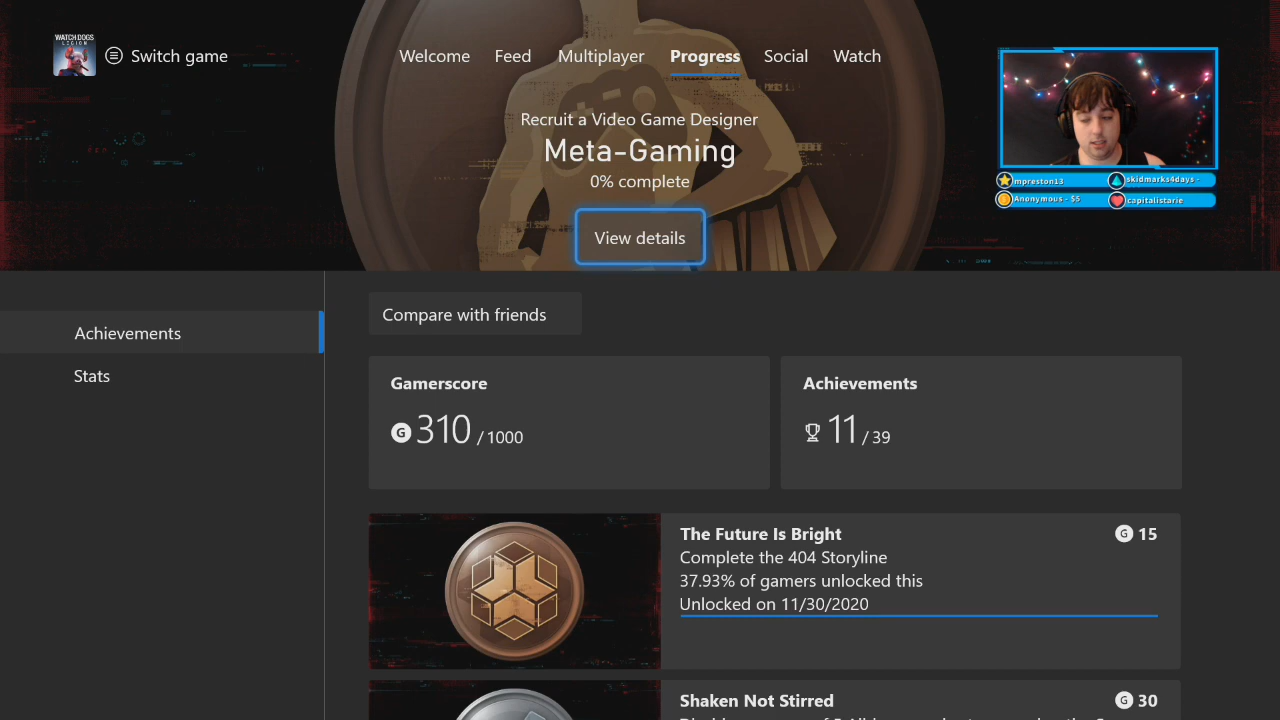 WATCH DOGS
LEGION
Switch game
Welcome
Feed
Multiplayer
Progress
Social
Watch
Recruit a Video Game Designer
Meta-Gaming
0% complete
View details
mpreston13
skidmarks4days -
Anonymous - $5
capitalistarie
Achievements
Stats
Compare with friends
Gamerscore
G 310 / 1000
Achievements
11 / 39
The Future Is Bright
G 15
Complete the 404 Storyline
37.93% of gamers unlocked this
Unlocked on 11/30/2020
Shaken Not Stirred
G 30